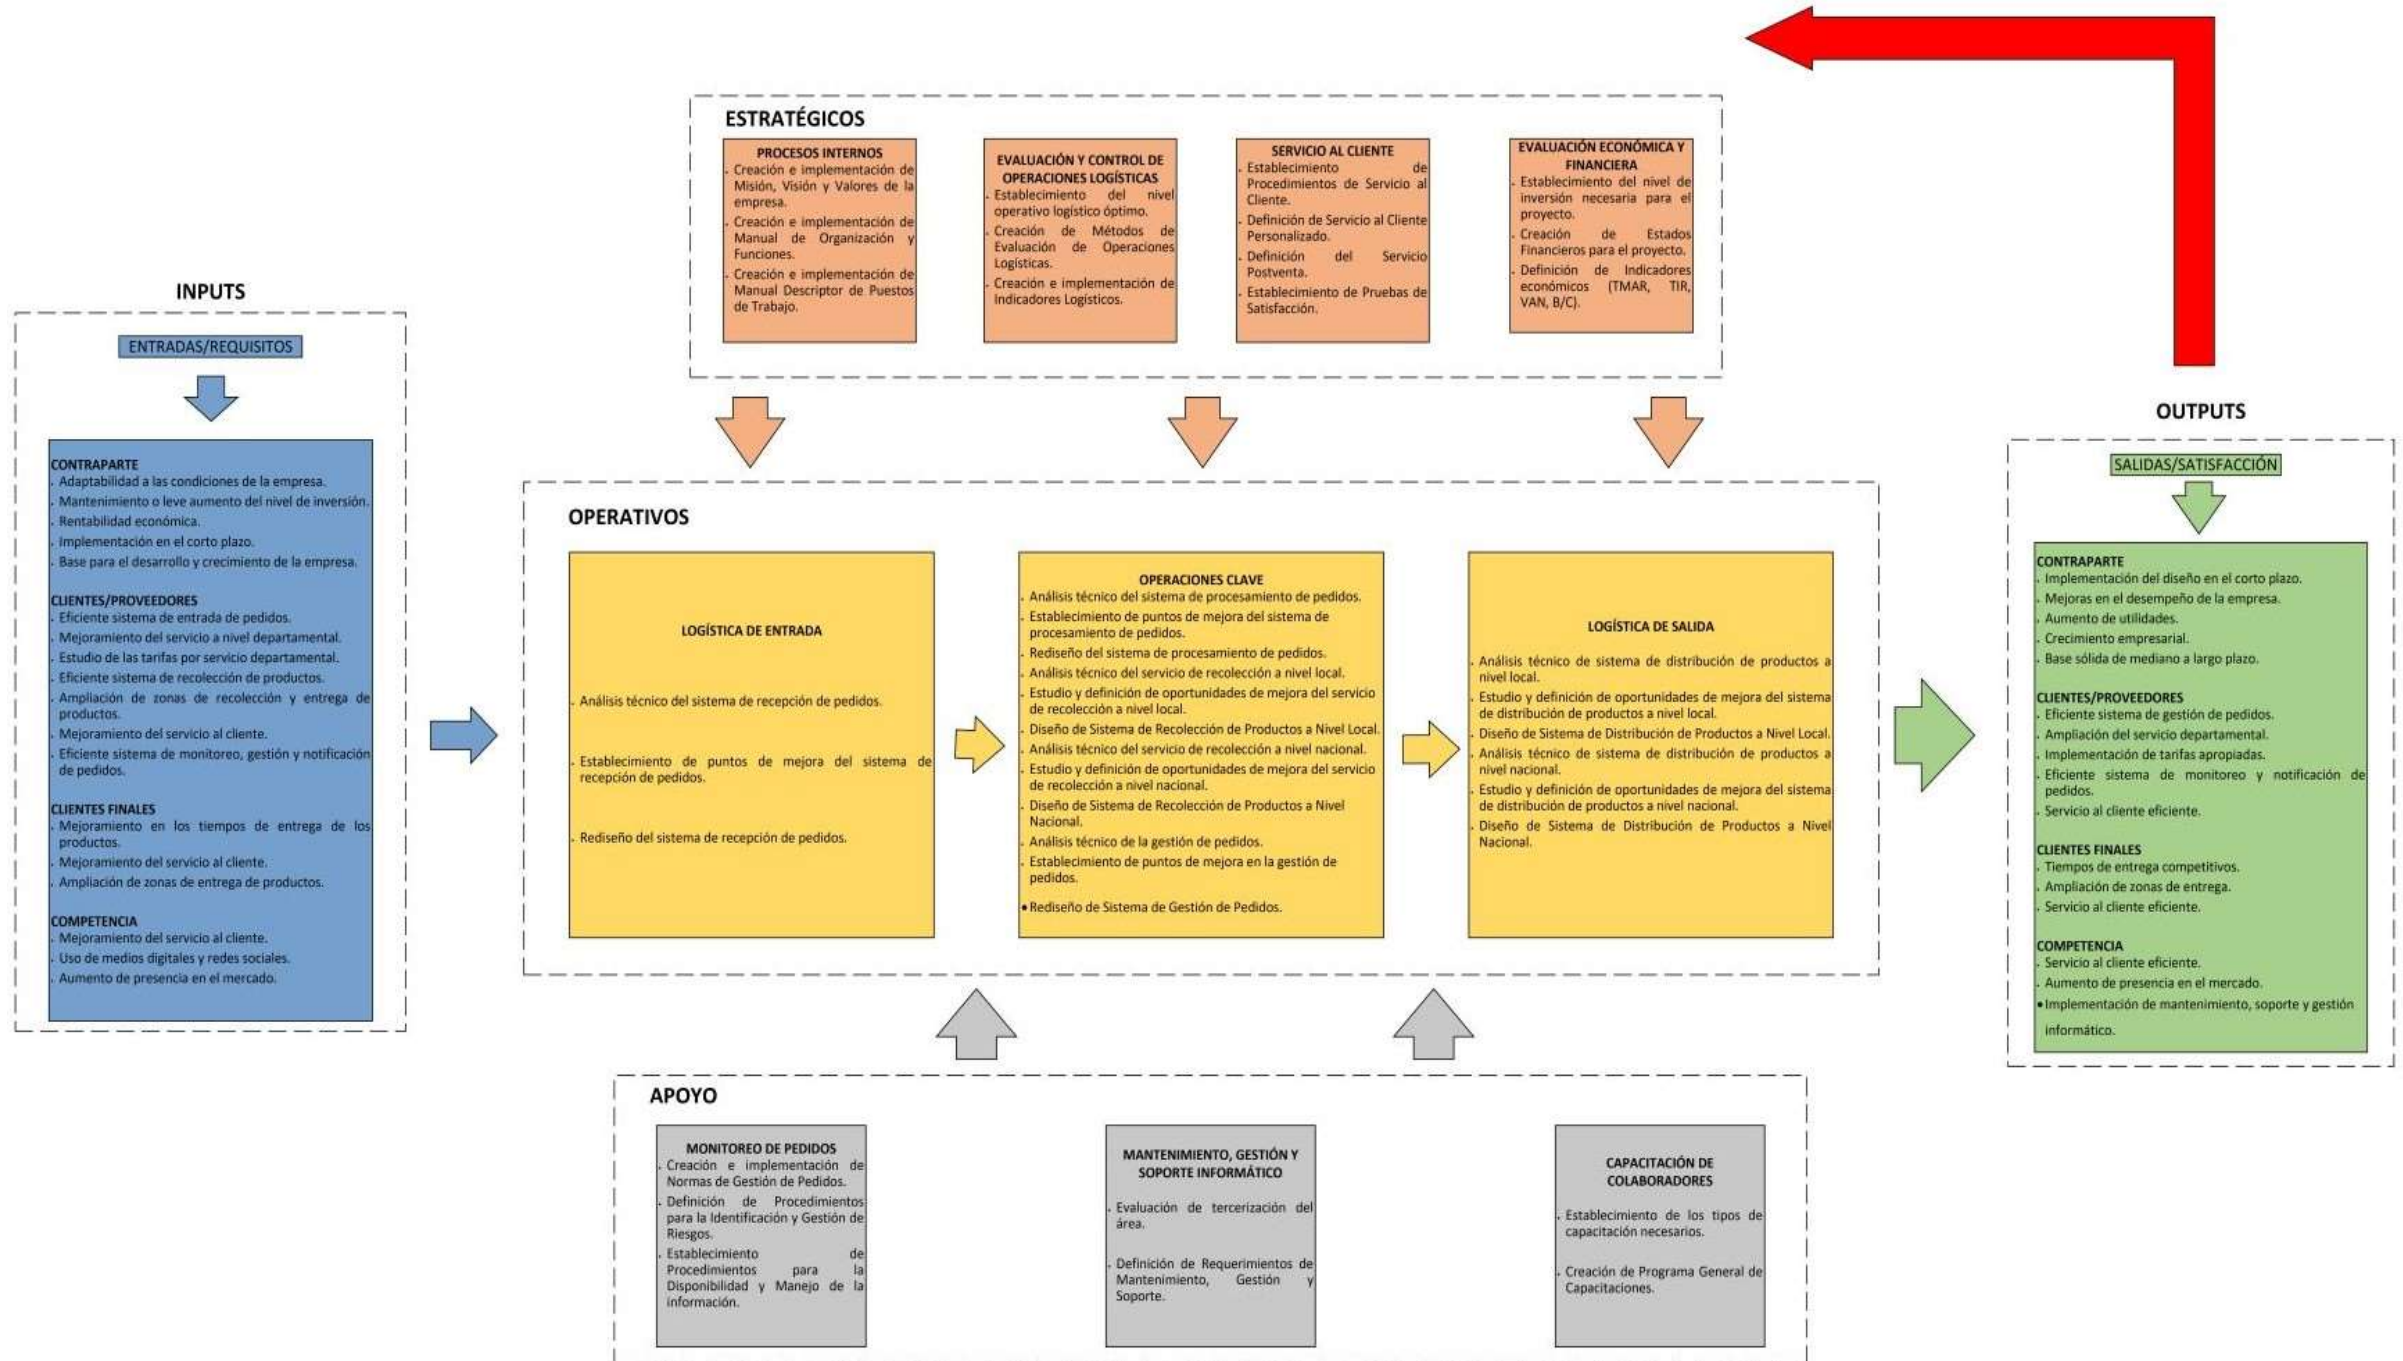 ESTRATÉGICOS
PROCESOS INTERNOS
. Creación e implementación de
Misión, Visión y Valores de la
empresa.
. Creación e implementación de
Manual de Organización y
Funciones.
. Creación e implementación de
Manual Descriptor de Puestos
de Trabajo.
EVALUACIÓN Y CONTROL DE
OPERACIONES LOGÍSTICAS
. Establecimiento del nivel
operativo logístico óptimo.
. Creación de Métodos de
Evaluación de Operaciones
Logísticas.
. Creación e implementación de
Indicadores Logísticos.
SERVICIO AL CLIENTE
. Establecimiento de
Procedimientos de Servicio al
Cliente.
. Definición de Servicio al Cliente
Personalizado.
. Definición del Servicio
Postventa.
. Establecimiento de Pruebas de
Satisfacción.
EVALUACIÓN ECONÓMICA Y
FINANCIERA
. Establecimiento del nivel de
inversión necesaria para el
proyecto.
. Creación de Estados
Financieros para el proyecto.
. Definición de Indicadores
económicos (TMAR, TIR,
VAN, B/C).
INPUTS
ENTRADAS/REQUISITOS
CONTRAPARTE
. Adaptabilidad a las condiciones de la empresa.
. Mantenimiento o leve aumento del nivel de inversión.
. Rentabilidad económica.
. Implementación en el corto plazo.
. Base para el desarrollo y crecimiento de la empresa.
CLIENTES/PROVEEDORES
. Eficiente sistema de entrada de pedidos.
. Mejoramiento del servicio a nivel departamental.
. Estudio de las tarifas por servicio departamental.
. Eficiente sistema de recolección de productos.
. Ampliación de zonas de recolección y entrega de
productos.
. Mejoramiento del servicio al cliente.
. Eficiente sistema de monitoreo, gestión y notificación
de pedidos.
CLIENTES FINALES
. Mejoramiento en los tiempos de entrega de los
productos.
. Mejoramiento del servicio al cliente.
. Ampliación de zonas de entrega de productos.
COMPETENCIA
. Mejoramiento del servicio al cliente.
. Uso de medios digitales y redes sociales.
. Aumento de presencia en el mercado.
OPERATIVOS
LOGÍSTICA DE ENTRADA
. Análisis técnico del sistema de recepción de pedidos.
. Establecimiento de puntos de mejora del sistema de
recepción de pedidos.
. Rediseño del sistema de recepción de pedidos.
OPERACIONES CLAVE
. Análisis técnico del sistema de procesamiento de pedidos.
. Establecimiento de puntos de mejora del sistema de
procesamiento de pedidos.
. Rediseño del sistema de procesamiento de pedidos.
. Análisis técnico del servicio de recolección a nivel local.
. Estudio y definición de oportunidades de mejora del servicio
de recolección a nivel local.
. Diseño de Sistema de Recolección de Productos a Nivel Local.
. Análisis técnico del servicio de recolección a nivel nacional.
. Estudio y definición de oportunidades de mejora del servicio
de recolección a nivel nacional.
. Diseño de Sistema de Recolección de Productos a Nivel
Nacional.
. Análisis técnico de la gestión de pedidos.
. Establecimiento de puntos de mejora en la gestión de
pedidos.
• Rediseño de Sistema de Gestión de Pedidos.
LOGÍSTICA DE SALIDA
. Análisis técnico de sistema de distribución de productos a
nivel local.
. Estudio y definición de oportunidades de mejora del sistema
de distribución de productos a nivel local.
. Diseño de Sistema de Distribución de Productos a Nivel Local.
. Análisis técnico de sistema de distribución de productos a
nivel nacional.
. Estudio y definición de oportunidades de mejora del sistema
de distribución de productos a nivel nacional.
. Diseño de Sistema de Distribución de Productos a Nivel
Nacional.
OUTPUTS
SALIDAS/SATISFACCIÓN
CONTRAPARTE
. Implementación del diseño en el corto plazo.
. Mejoras en el desempeño de la empresa.
. Aumento de utilidades.
. Crecimiento empresarial.
. Base sólida de mediano a largo plazo.
CLIENTES/PROVEEDORES
. Eficiente sistema de gestión de pedidos.
. Ampliación del servicio departamental.
. Implementación de tarifas apropiadas.
. Eficiente sistema de monitoreo y notificación de
pedidos.
. Servicio al cliente eficiente.
CLIENTES FINALES
. Tiempos de entrega competitivos.
. Ampliación de zonas de entrega.
. Servicio al cliente eficiente.
COMPETENCIA
. Servicio al cliente eficiente.
. Aumento de presencia en el mercado.
• Implementación de mantenimiento, soporte y gestión
informático.
APOYO
MONITOREO DE PEDIDOS
. Creación e implementación de
Normas de Gestión de Pedidos.
. Definición de Procedimientos
para la Identificación y Gestión de
Riesgos.
. Establecimiento de
Procedimientos para la
Disponibilidad y Manejo de la
información.
MANTENIMIENTO, GESTIÓN Y
SOPORTE INFORMÁTICO
. Evaluación de tercerización del
área.
. Definición de Requerimientos de
Mantenimiento, Gestión y
Soporte.
CAPACITACIÓN DE
COLABORADORES
. Establecimiento de los tipos de
capacitación necesarios.
. Creación de Programa General de
Capacitaciones.